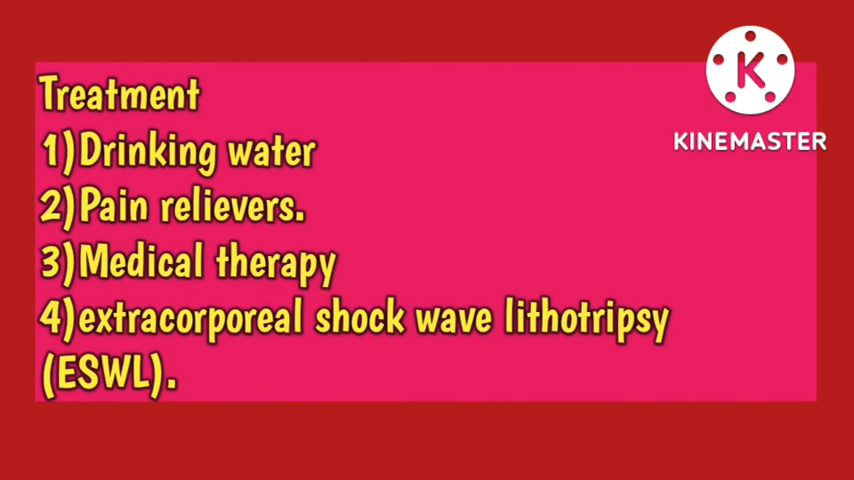 Treatment
1)Drinking water
2)Pain relievers.
3)Medical therapy
4)extracorporeal shock wave lithotripsy
(ESWL).
K
KINEMASTER